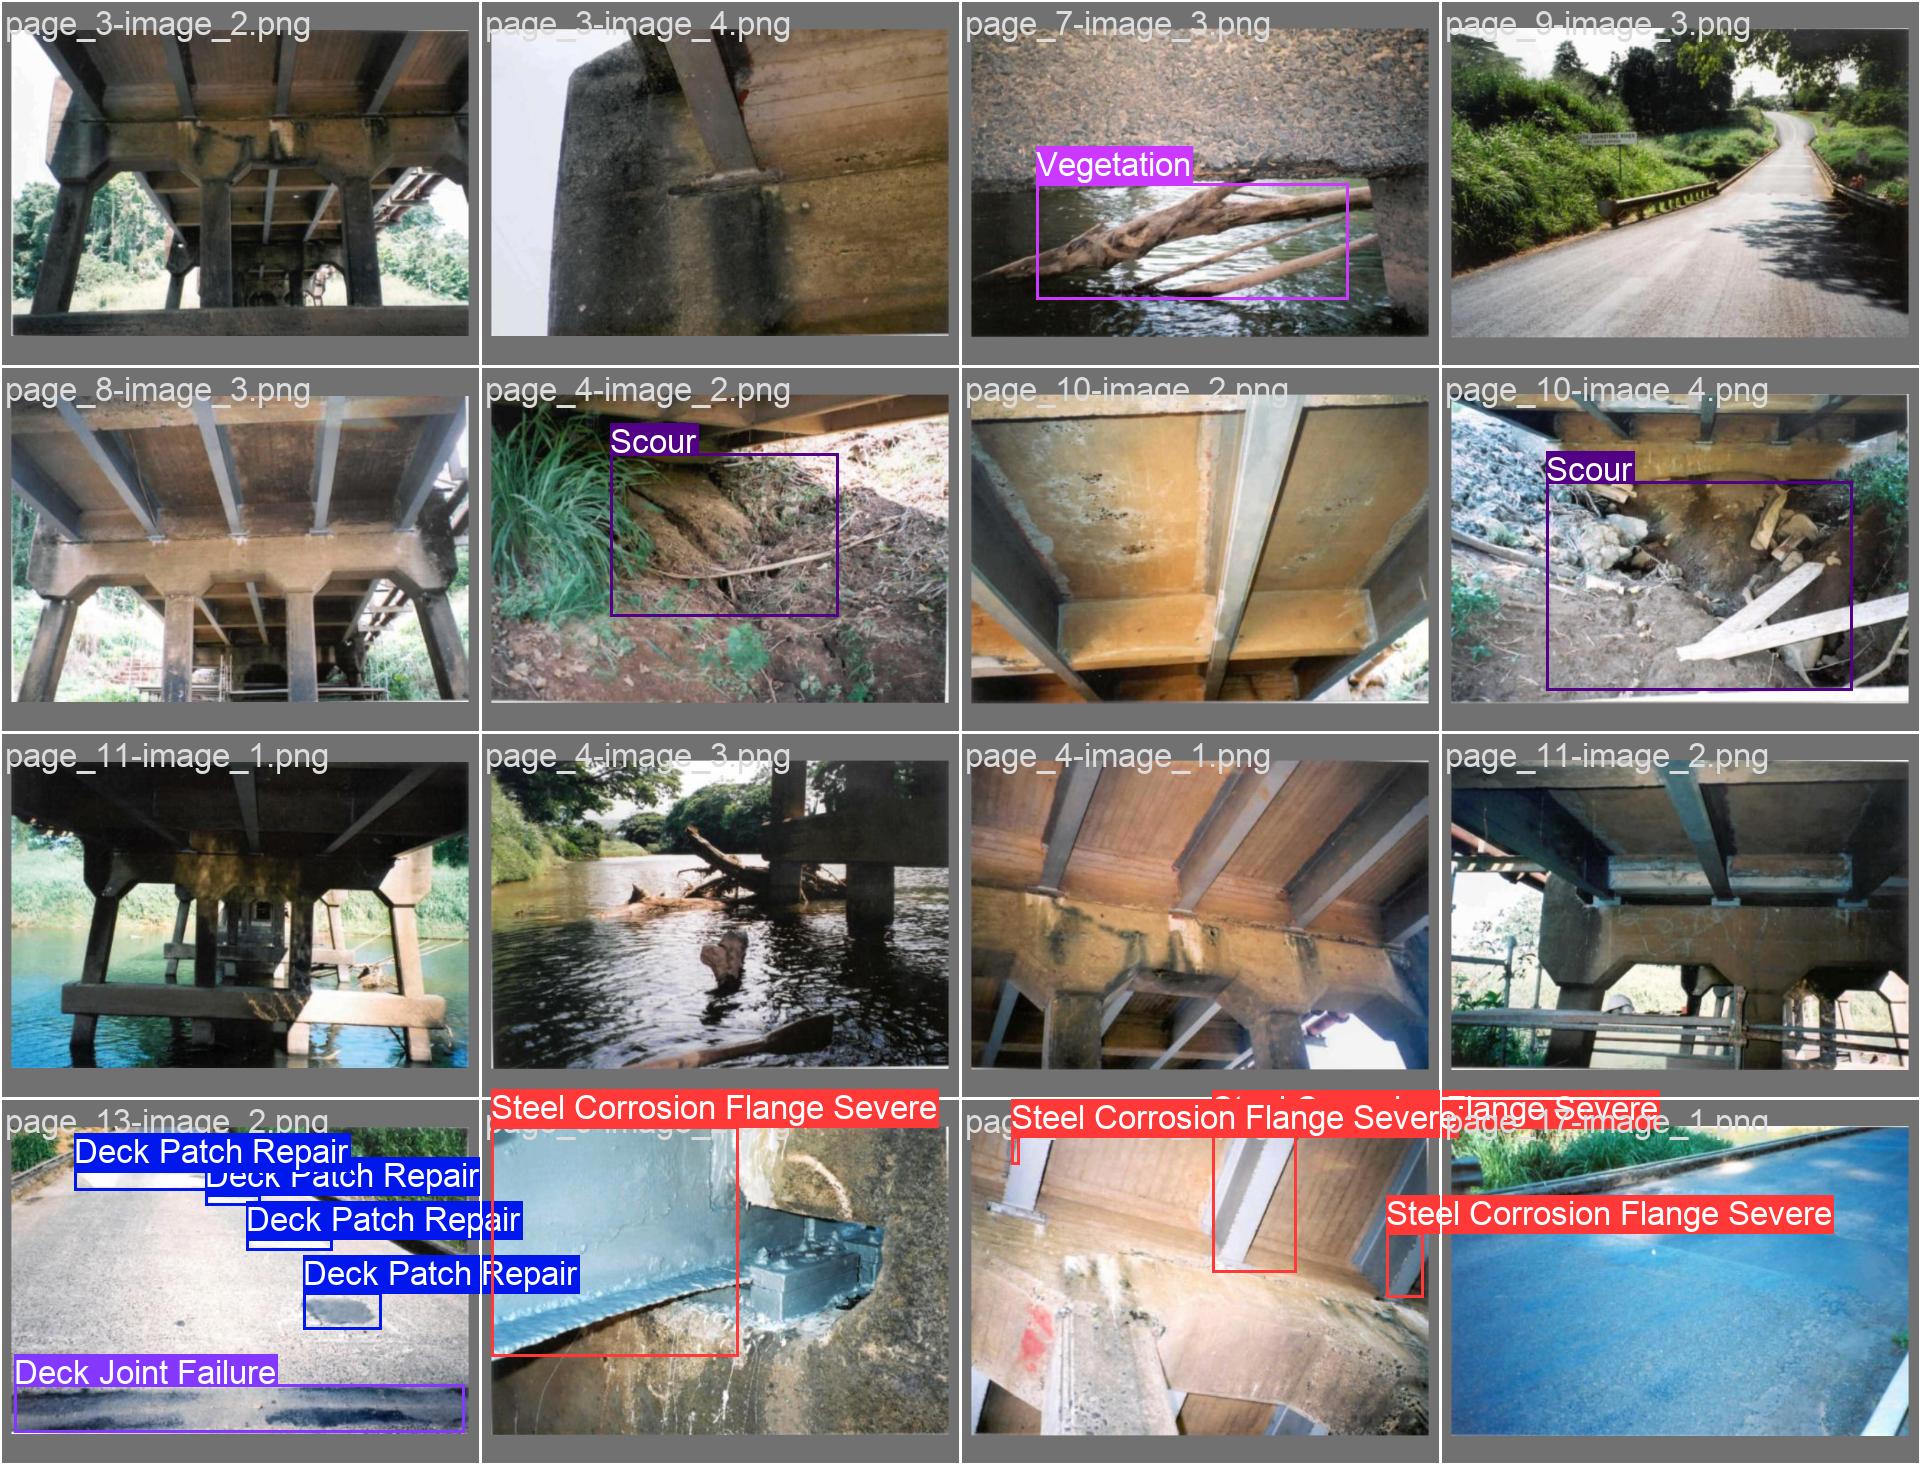 page_3-image_2.png
page_3-image_4.png
page_7-image_3.png
page_9-image_3.png
Vegetation
page_8-image_3.png
page_4-image_2.png
page_10-image_2.png
page_10-image_4.png
Scour
Scour
page_11-image_1.png
page_4-image_3.png
page_4-image_1.png
page_11-image_2.png
page_13-image_2.png
Steel Corrosion Flange Severe
Steel Corrosion Flange Severe
Flange Severe
page_17-image_1.png
Deck Patch Repair
Deck Patch Repair
Deck Patch Repair
Steel Corrosion Flange Severe
Deck Patch Repair
Deck Joint Failure